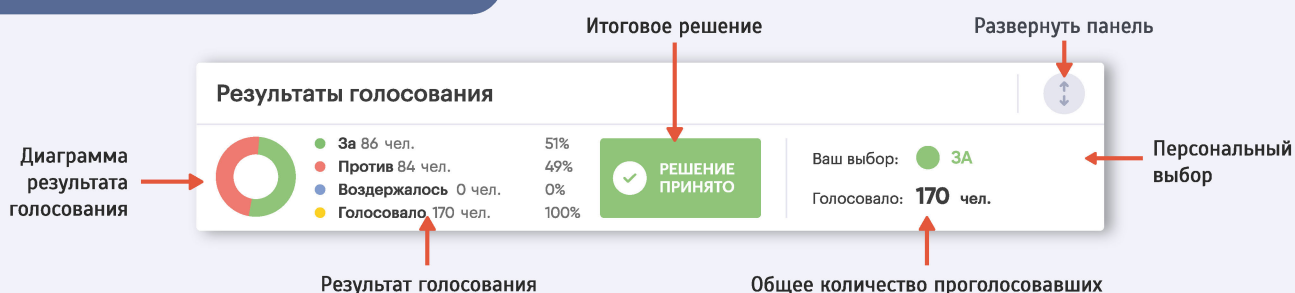 Итоговое решение
Развернуть панель
Результаты голосования
Диаграмма
результата
голосования
За 86 чел. 51%
Против 84 чел. 49%
Воздержалось 0 чел. 0%
Голосовало 170 чел. 100%
РЕШЕНИЕ
ПРИНЯТО
Ваш выбор: ЗА
Голосовало: 170 чел.
Персональный
выбор
Результат голосования
Общее количество проголосовавших